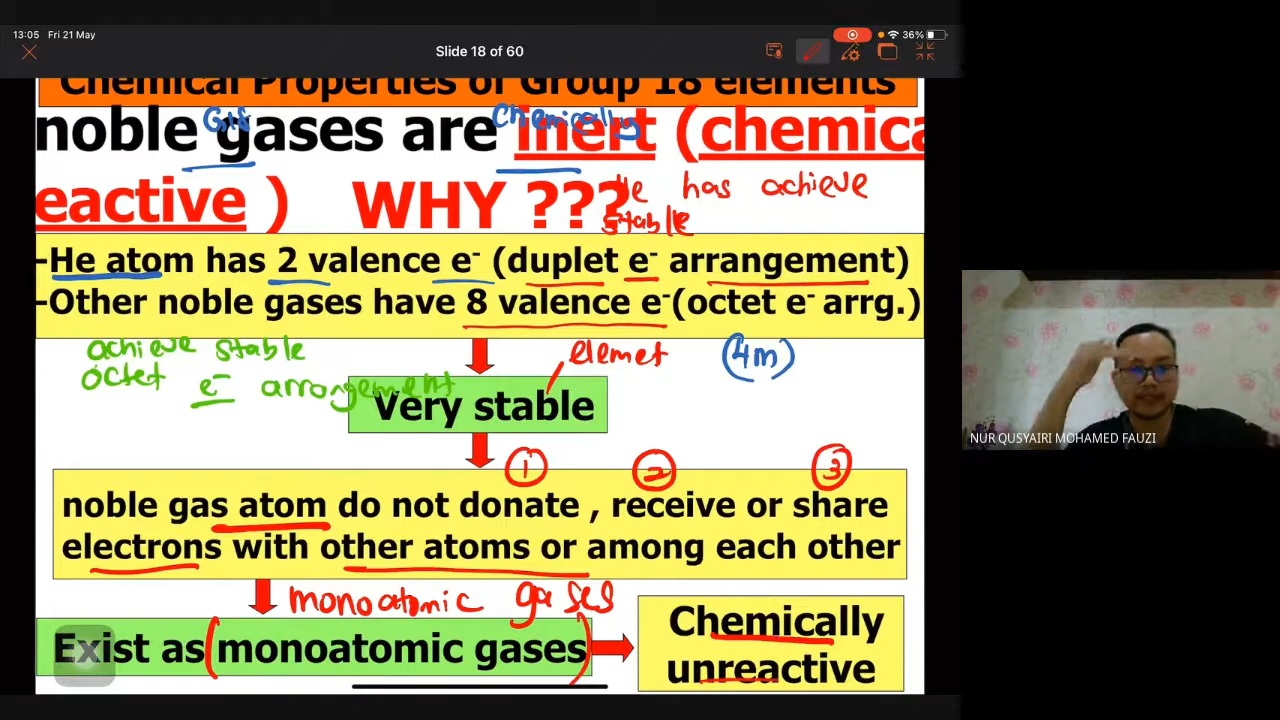 13:05 Fri 21 May
36%
Slide 18 of 60
Chemical Properties of Group 18 elements
Gas
Chemically
noble gases are inert (chemica
eactive ) WHY ???
He has achieve
stable
-He atom has 2 valence e- (duplet e- arrangement)
-Other noble gases have 8 valence e-(octet e- arrg.)
achieve stable
octet e- arrangement
elemet
(4m)
Very stable
1 2 3
noble gas atom do not donate , receive or share
electrons with other atoms or among each other
monoatomic gases
Exist as (monoatomic gases)
Chemically
unreactive
NUR QUSYAIRI MOHAMED FAUZI